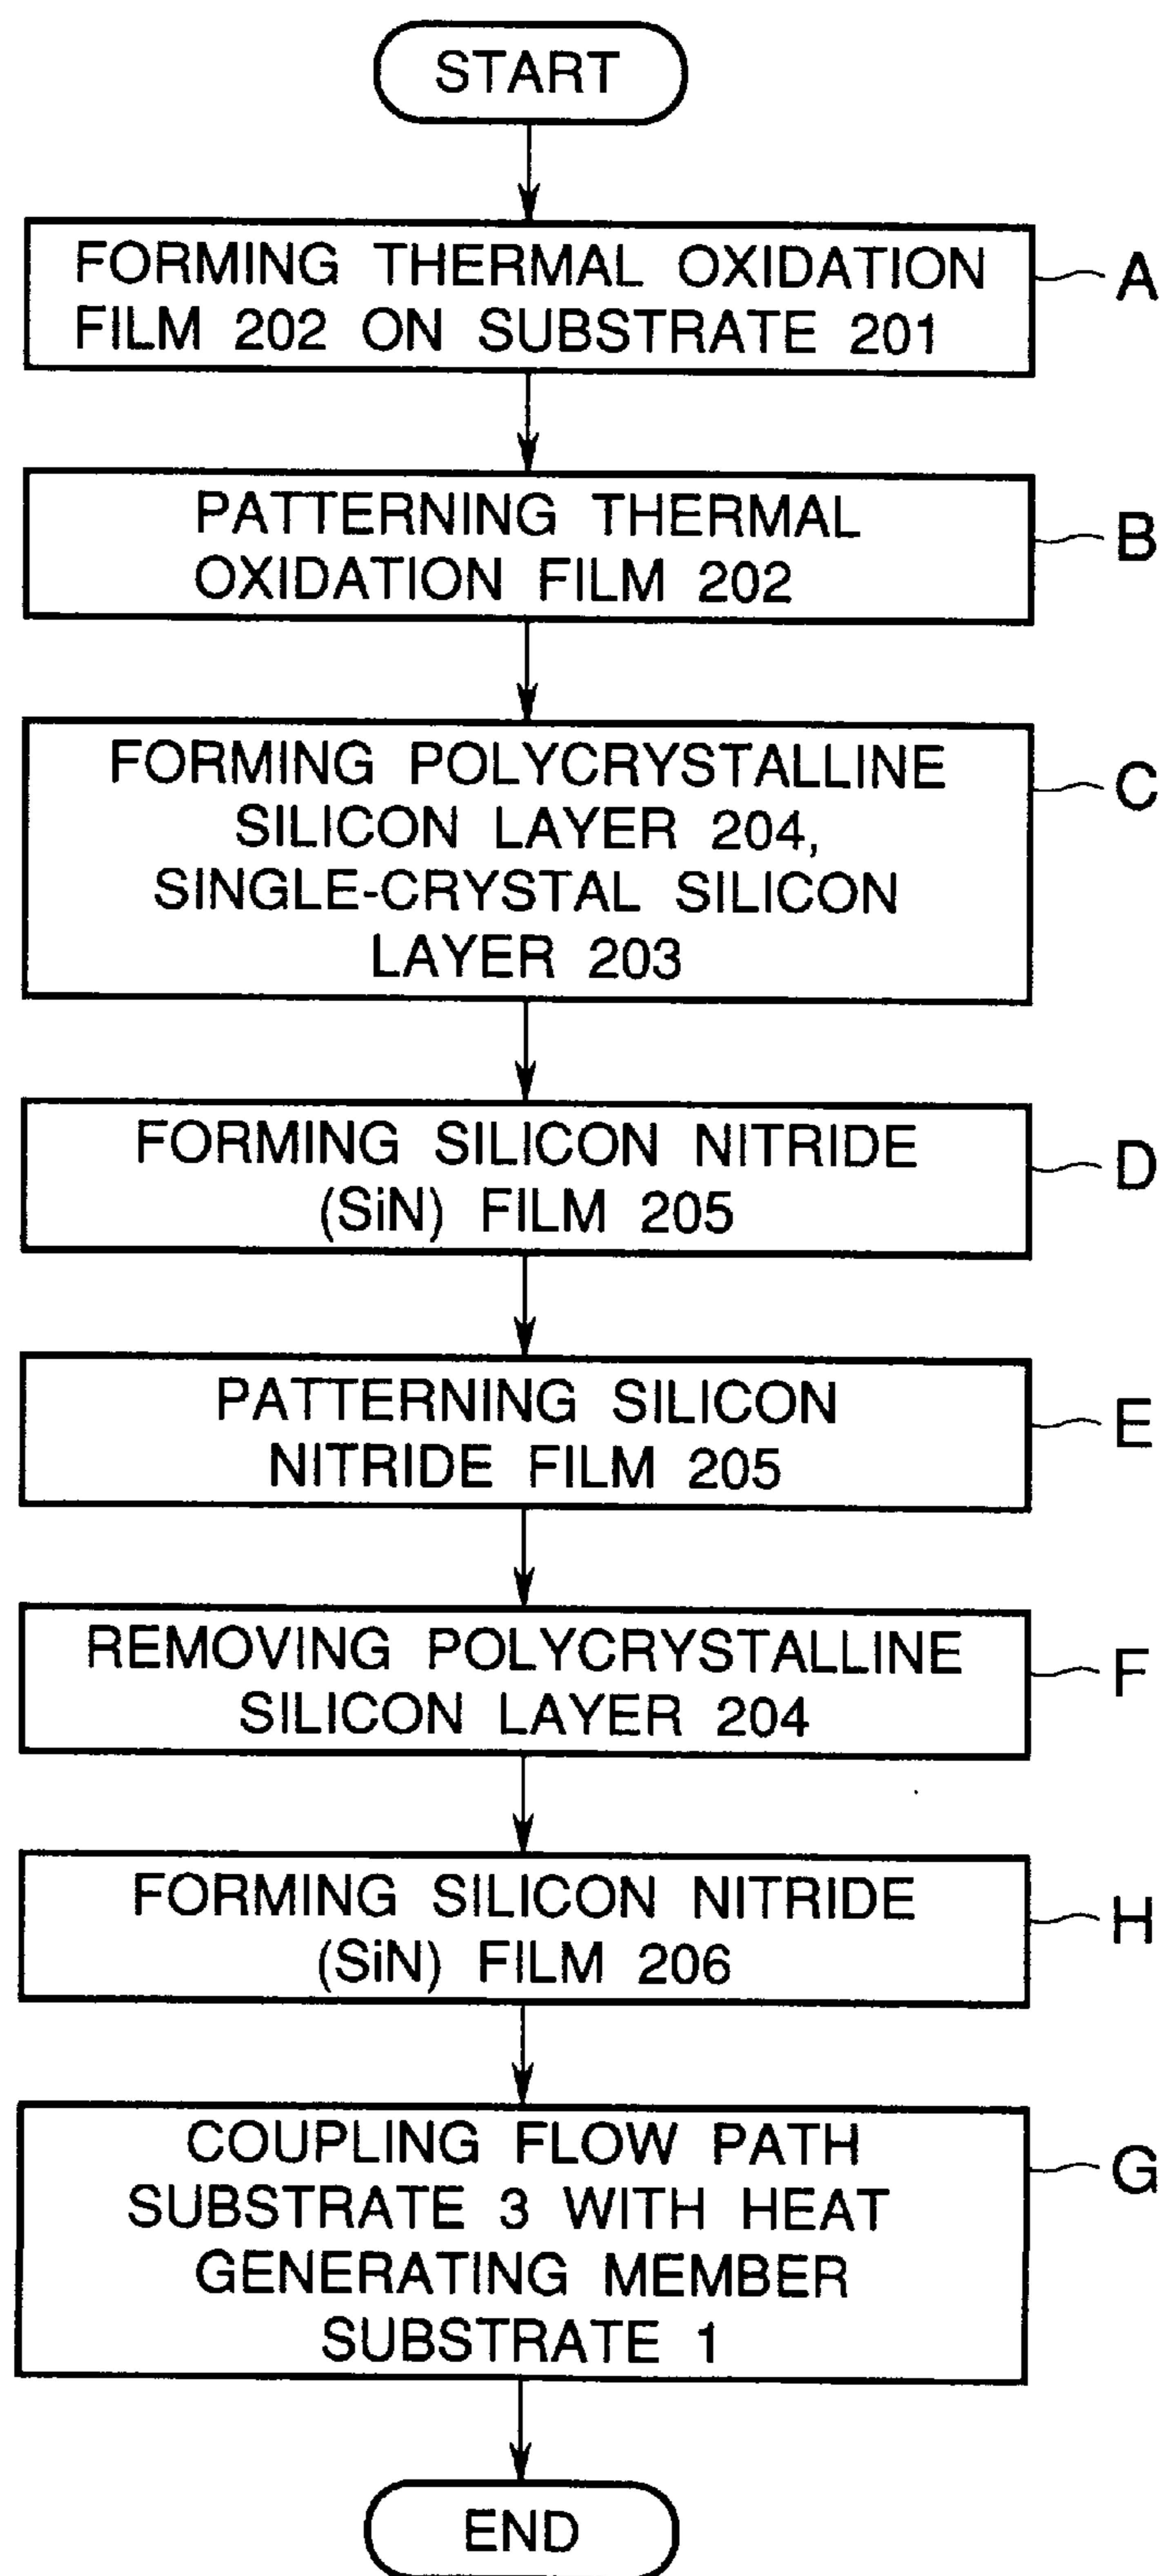 START
FORMING THERMAL OXIDATION
FILM 202 ON SUBSTRATE 201
A
PATTERNING THERMAL
OXIDATION FILM 202
B
FORMING POLYCRYSTALLINE
SILICON LAYER 204,
SINGLE-CRYSTAL SILICON
LAYER 203
C
FORMING SILICON NITRIDE
(SiN) FILM 205
D
PATTERNING SILICON
NITRIDE FILM 205
E
REMOVING POLYCRYSTALLINE
SILICON LAYER 204
F
FORMING SILICON NITRIDE
(SiN) FILM 206
H
COUPLING FLOW PATH
SUBSTRATE 3 WITH HEAT
GENERATING MEMBER
SUBSTRATE 1
G
END